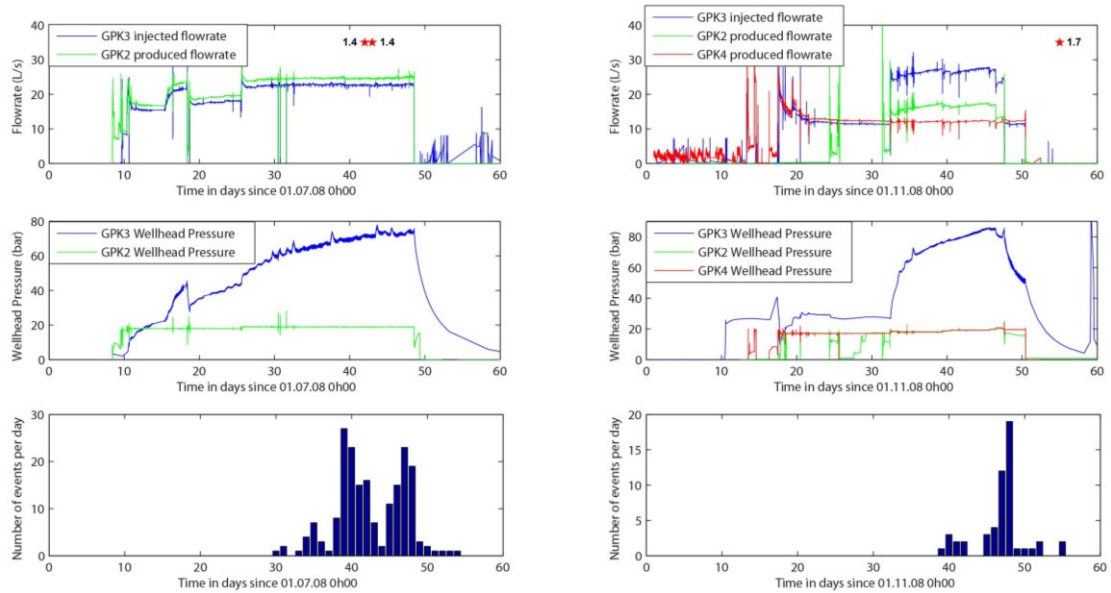 GPK3 injected flowrate
GPK2 produced flowrate
1.4 ★★ 1.4
Flowrate (L/s)
40
30
20
10
0
0 10 20 30 40 50 60
Time in days since 01.07.08 0h00
GPK3 injected flowrate
GPK2 produced flowrate
GPK4 produced flowrate
★ 1.7
Flowrate (L/s)
40
30
20
10
0
0 10 20 30 40 50 60
Time in days since 01.11.08 0h00
GPK3 Wellhead Pressure
GPK2 Wellhead Pressure
Wellhead Pressure (bar)
80
60
40
20
0
0 10 20 30 40 50 60
Time in days since 01.07.08 0h00
GPK3 Wellhead Pressure
GPK2 Wellhead Pressure
GPK4 Wellhead Pressure
Wellhead Pressure (bar)
80
60
40
20
0
0 10 20 30 40 50 60
Time in days since 01.11.08 0h00
Number of events per day
30
20
10
0
0 10 20 30 40 50 60
Time in days since 01.07.08 0h00
Number of events per day
20
15
10
5
0
0 10 20 30 40 50 60
Time in days since 01.11.08 0h00